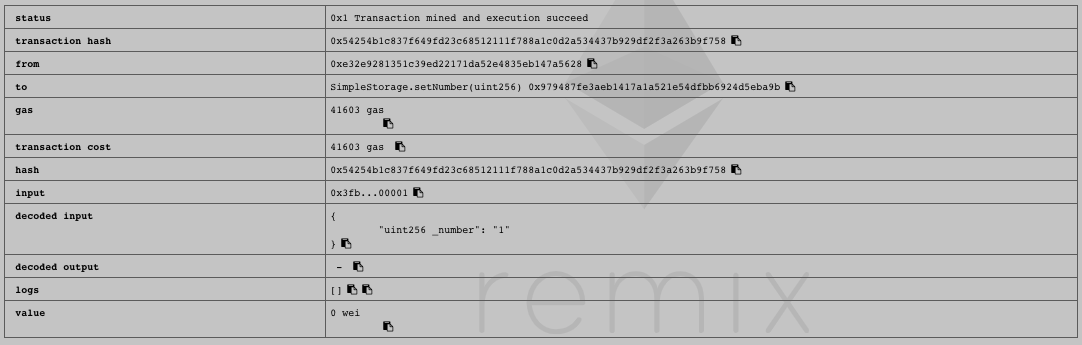 status 0x1 Transaction mined and execution succeed
transaction hash 0x54254b1c837f649fd23c68512111f788a1c0d2a534437b929df2f3a263b9f758
from 0xe32e9281351c39ed22171da52e4835eb147a5628
to SimpleStorage.setNumber(uint256) 0x979487fe3aeb1417a1a521e54dfbb6924d5eba9b
gas 41603 gas
transaction cost 41603 gas
hash 0x54254b1c837f649fd23c68512111f788a1c0d2a534437b929df2f3a263b9f758
input 0x3fb...00001
decoded input {
"uint256 _number": "1"
}
decoded output -
logs []
value 0 wei
remix